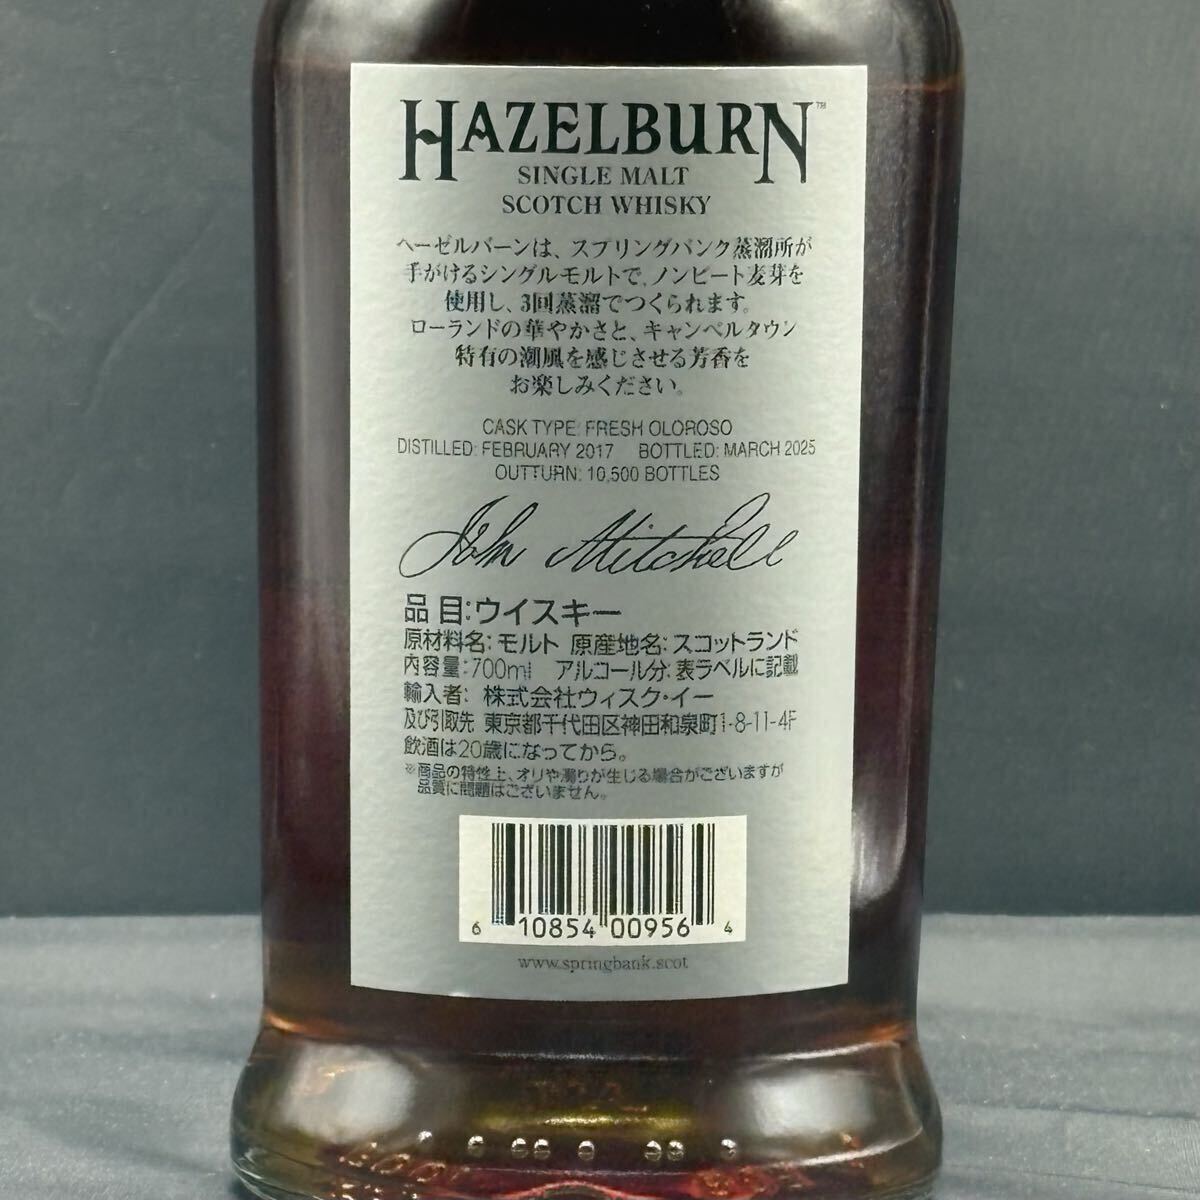 HAZELBURN™
SINGLE MALT
SCOTCH WHISKY
ヘーゼルバーンは、スプリングバンク蒸溜所が
手がけるシングルモルトで、ノンピート麦芽を
使用し、3回蒸溜でつくられます。
ローランドの華やかさと、キャンベルタウン
特有の潮風を感じさせる芳香を
お楽しみください。
CASK TYPE: FRESH OLOROSO
DISTILLED: FEBRUARY 2017 BOTTLED: MARCH 2025
OUTTURN: 10,500 BOTTLES
John Mitchell
品目:ウイスキー
原材料名:モルト 原産地名:スコットランド
内容量:700ml アルコール分:表ラベルに記載
輸入者: 株式会社ウィスク・イー
及び引取先 東京都千代田区神田和泉町1-8-11-4F
飲酒は20歳になってから。
※商品の特性上、オリや濁りが生じる場合がございますが
品質に問題はございません。
6 10854 00956 4
www.springbank.scot